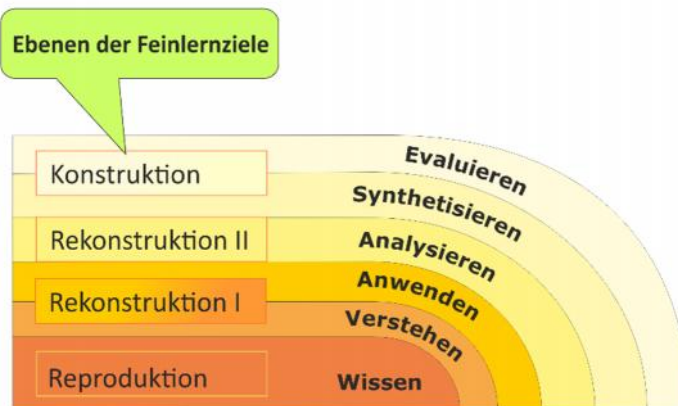 Ebenen der Feinlernziele
Evaluieren
Konstruktion
Synthetisieren
Rekonstruktion II
Analysieren
Anwenden
Rekonstruktion I
Verstehen
Reproduktion
Wissen